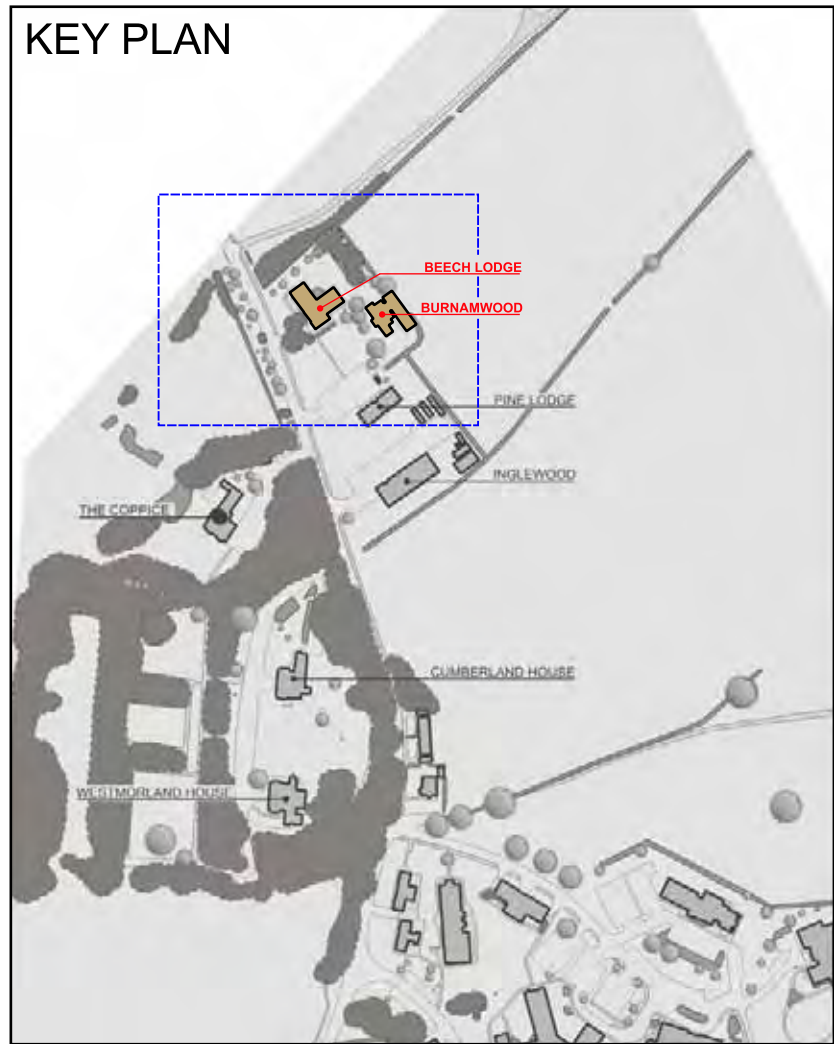 KEY PLAN
BEECH LODGE
BURNAMWOOD
PINE LODGE
INGLEWOOD
THE COPPICE
CUMBERLAND HOUSE
WESTMORLAND HOUSE